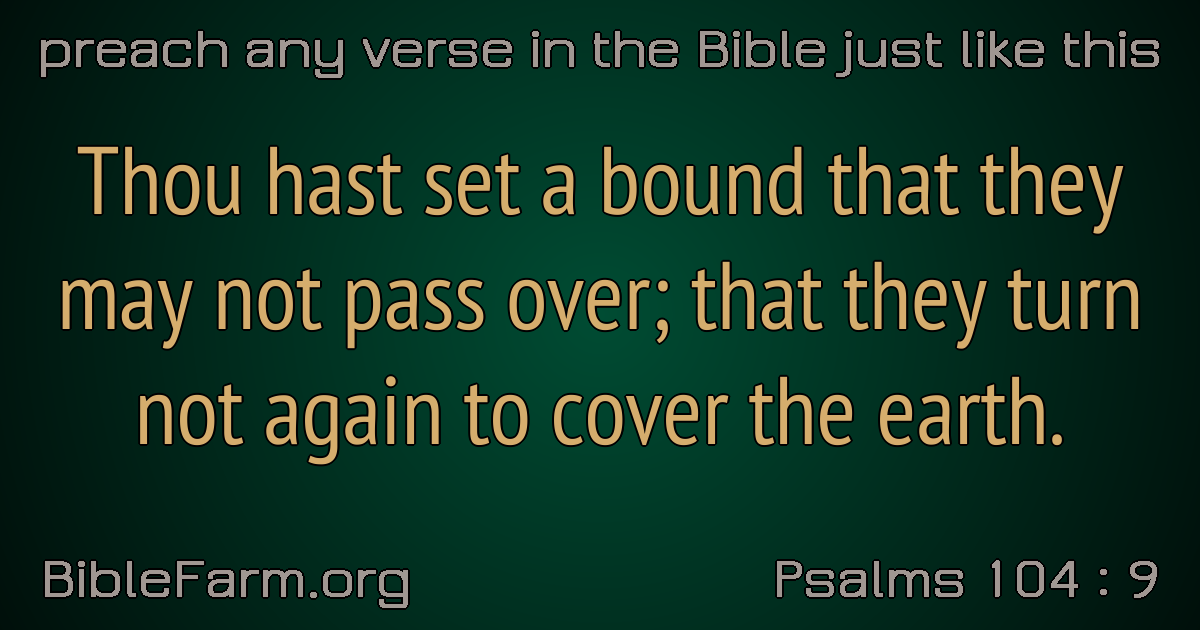 preach any verse in the Bible just like this
Thou hast set a bound that they
may not pass over; that they turn
not again to cover the earth.
BibleFarm.org
Psalms 104 : 9